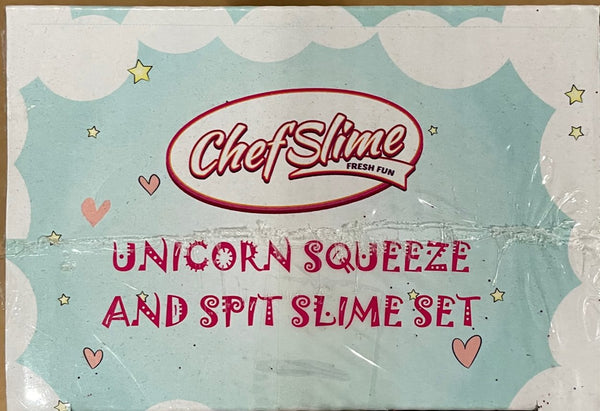 ChefSlime
FRESH FUN
UNICORN SQUEEZE
AND SPIT SLIME SET